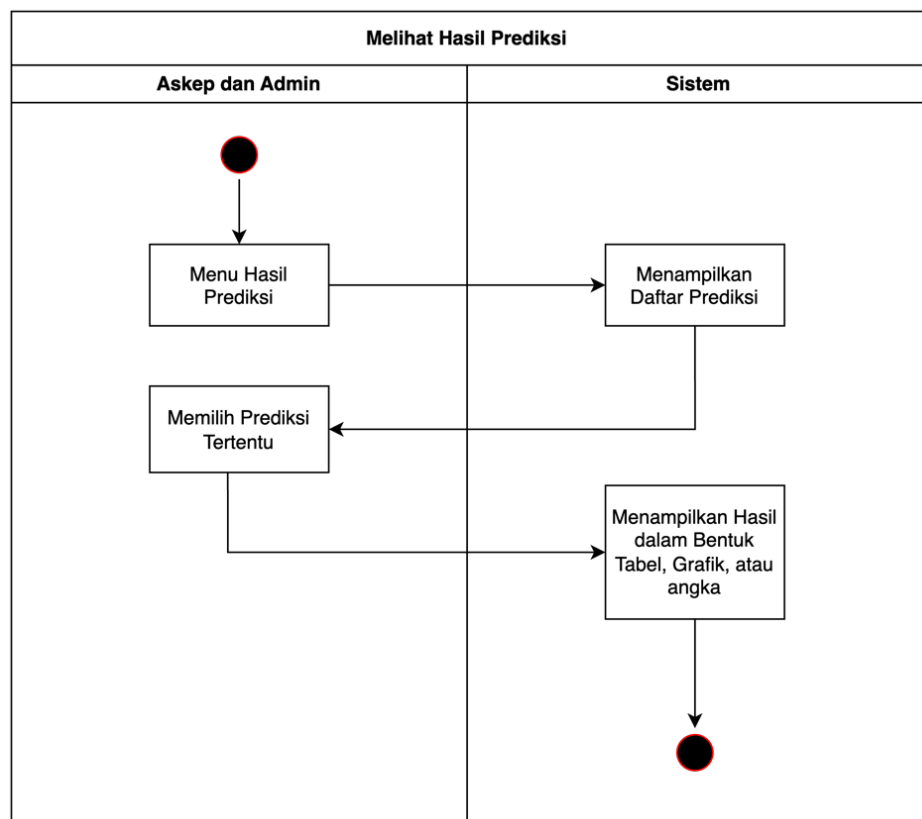 Melihat Hasil Prediksi
Askep dan Admin
Sistem
Menu Hasil
Prediksi
Menampilkan
Daftar Prediksi
Memilih Prediksi
Tertentu
Menampilkan Hasil
dalam Bentuk
Tabel, Grafik, atau
angka